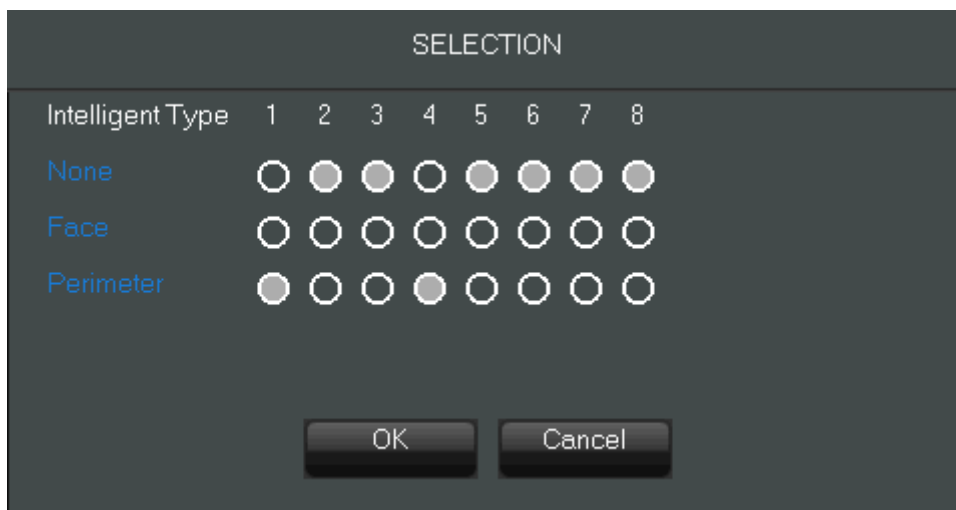 SELECTION
Intelligent Type 1 2 3 4 5 6 7 8
None
Face
Perimeter
OK Cancel